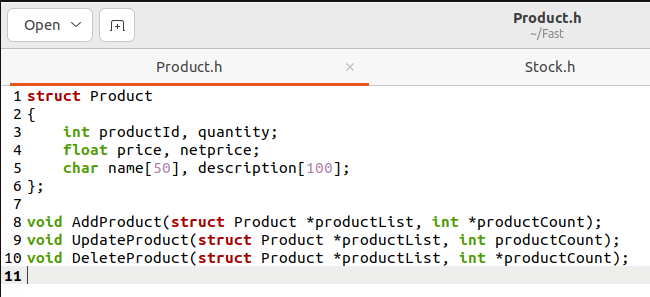 Open
Product.h
~/Fast
Product.h ×
Stock.h
1 struct Product
2 {
3     int productId, quantity;
4     float price, netprice;
5     char name[50], description[100];
6 };
7
8 void AddProduct(struct Product *productList, int *productCount);
9 void UpdateProduct(struct Product *productList, int productCount);
10 void DeleteProduct(struct Product *productList, int *productCount);
11